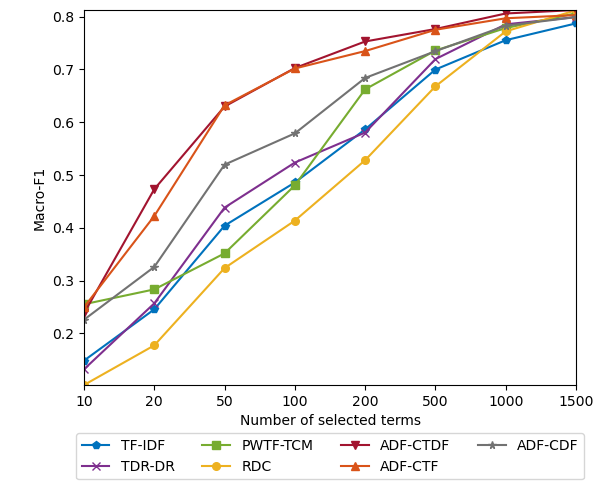 0.8
0.7
0.6
0.5
0.4
0.3
0.2
Macro-F1
10 20 50 100 200 500 1000 1500
Number of selected terms
TF-IDF PWTF-TCM ADF-CTDF ADF-CDF
TDR-DR RDC ADF-CTF